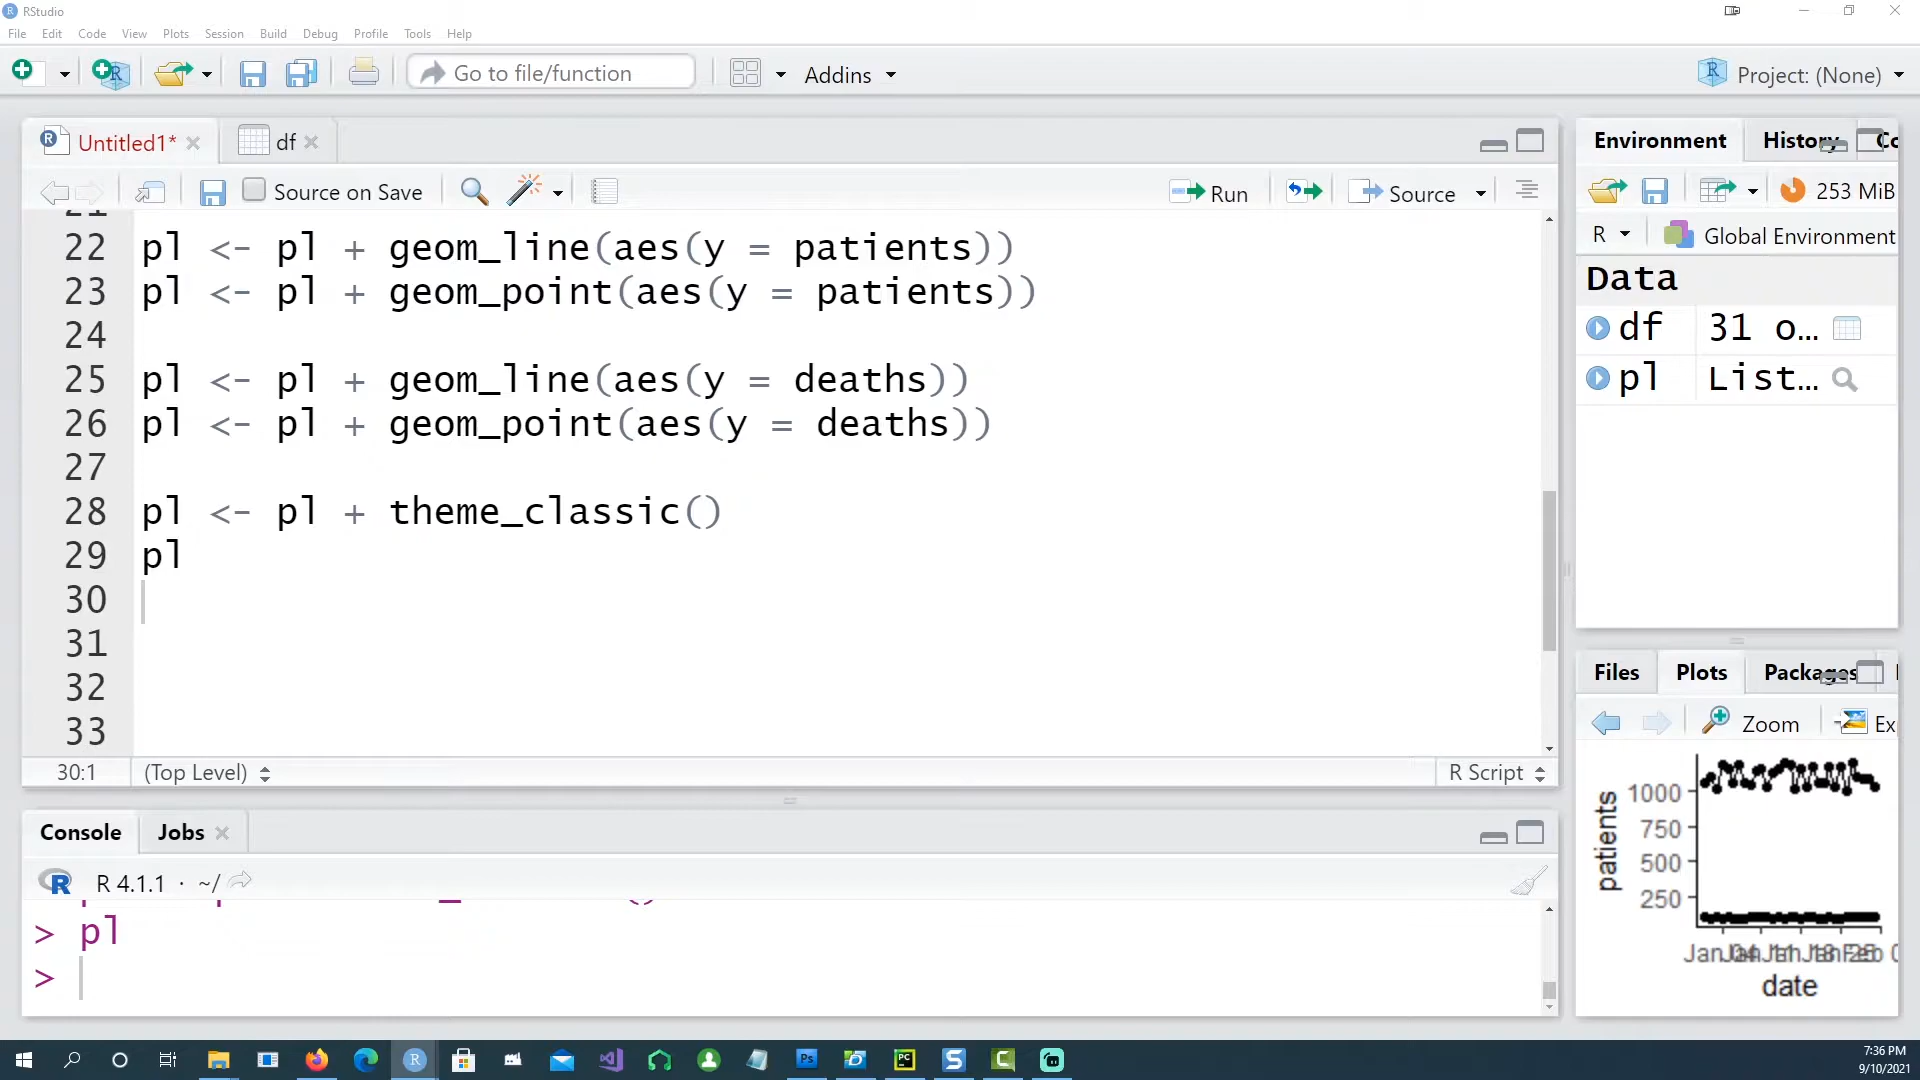 RStudio
File Edit Code View Plots Session Build Debug Profile Tools Help
Go to file/function Addins Project: (None)
Untitled1* df
Source on Save Run Source
22 pl <- pl + geom_line(aes(y = patients))
23 pl <- pl + geom_point(aes(y = patients))
24
25 pl <- pl + geom_line(aes(y = deaths))
26 pl <- pl + geom_point(aes(y = deaths))
27
28 pl <- pl + theme_classic()
29 pl
30
31
32
33
30:1 (Top Level) R Script
Console Jobs
R 4.1.1 · ~/
> pl
>
Environment History Co
253 MiB
R Global Environment
Data
df 31 o...
pl List...
Files Plots Packages
Zoom Ex
patients
1000
750
500
250
date
7:36 PM
9/10/2021